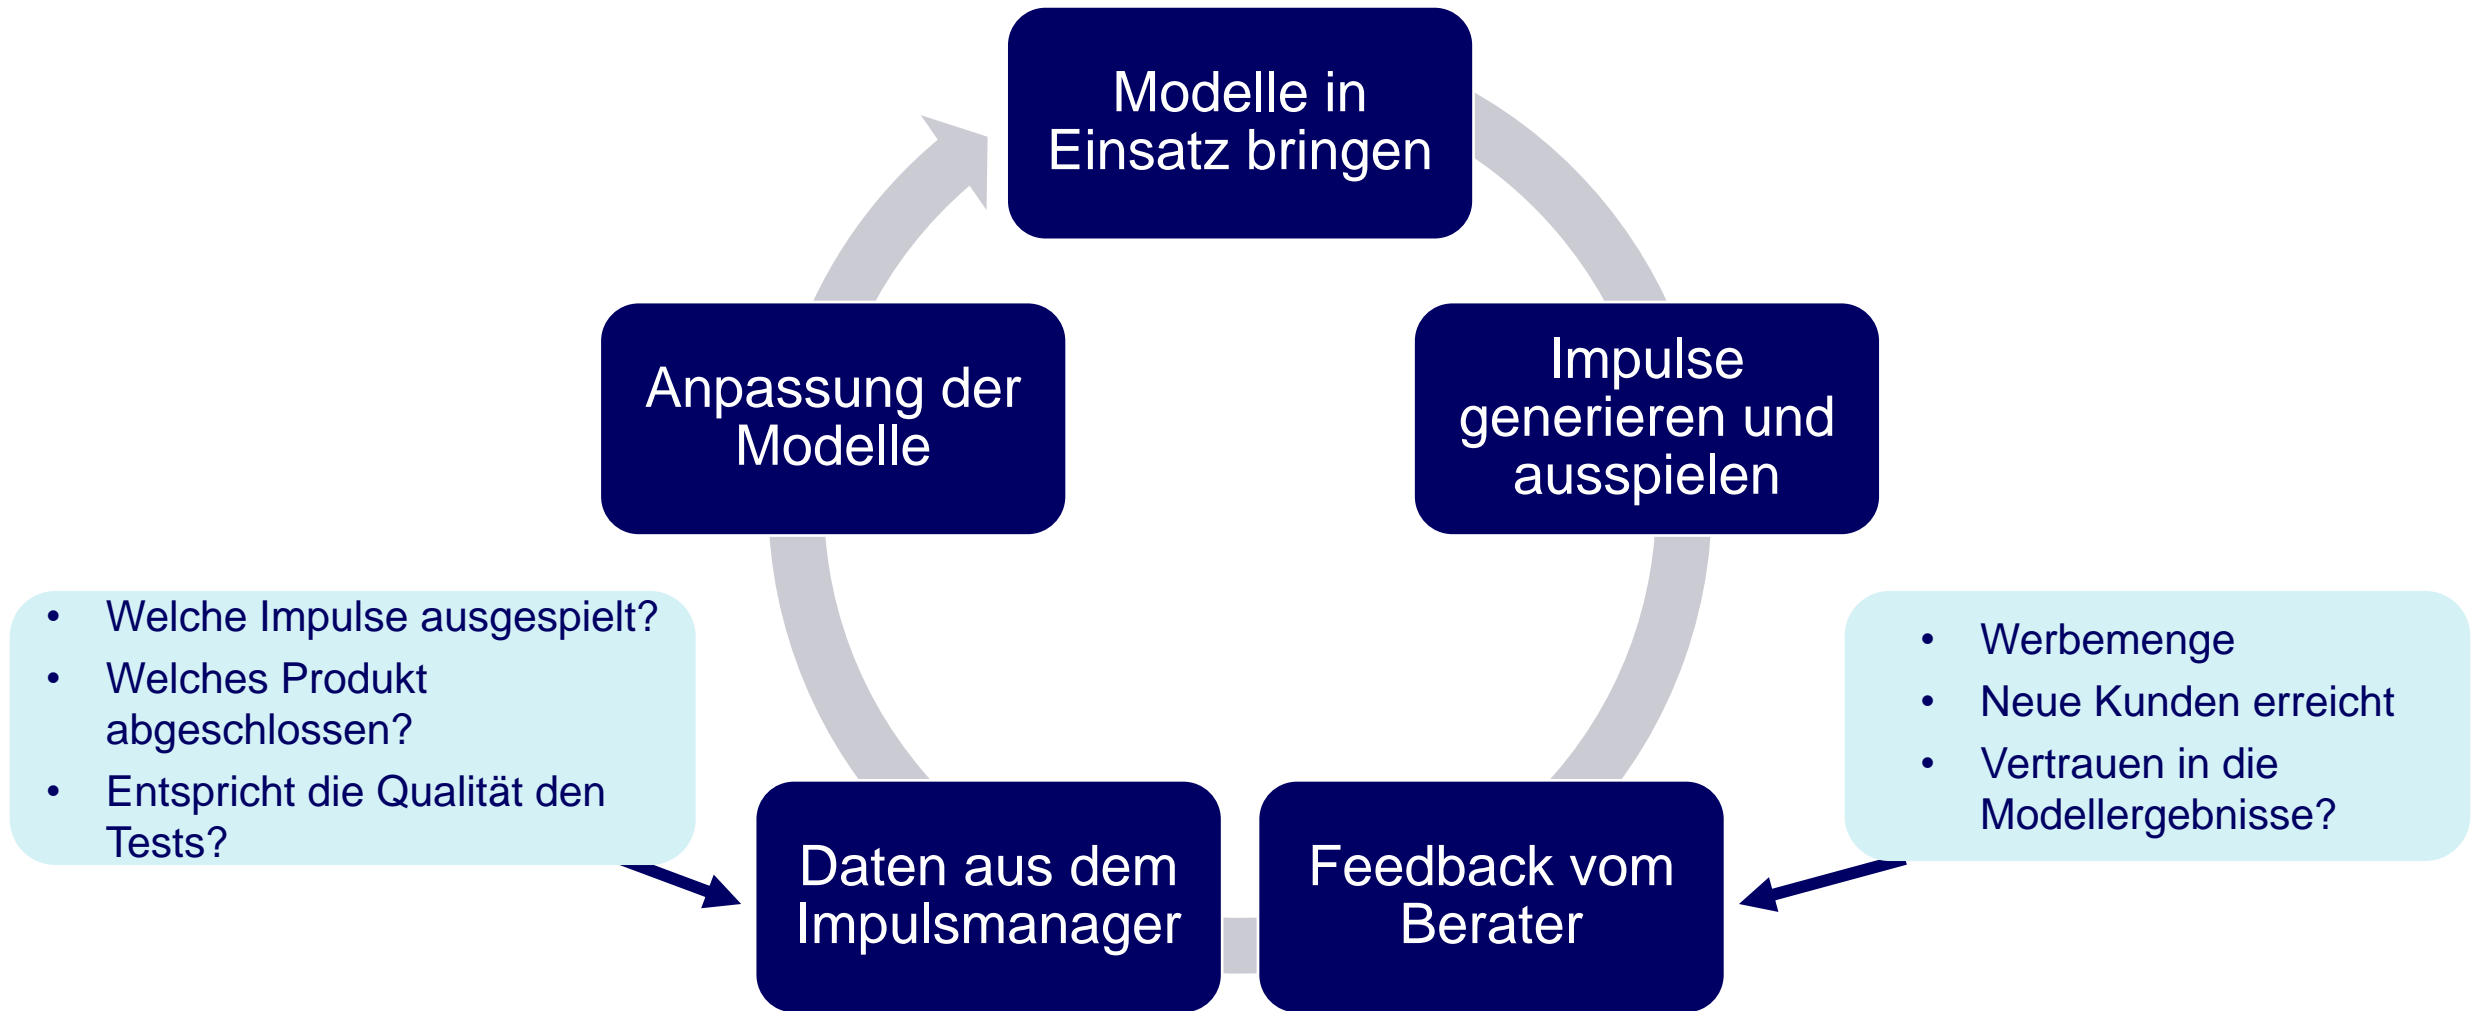 Modelle in
Einsatz bringen
Impulse
generieren und
ausspielen
Anpassung der
Modelle
• Welche Impulse ausgespielt?
• Welches Produkt
abgeschlossen?
• Entspricht die Qualität den
Tests?
• Werbemenge
• Neue Kunden erreicht
• Vertrauen in die
Modellergebnisse?
Daten aus dem
Impulsmanager
Feedback vom
Berater